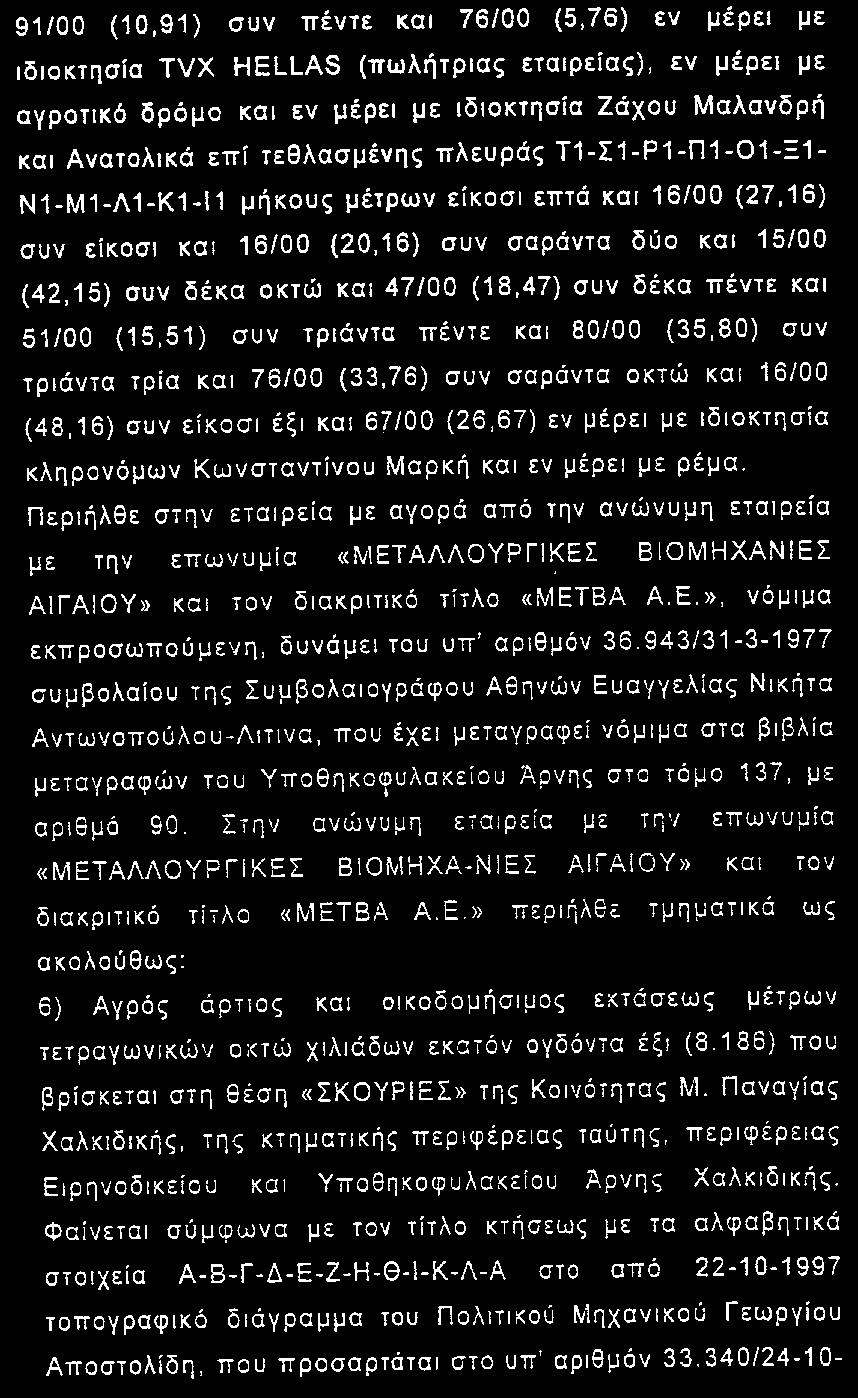 91/00 (10,91) συν πέντε και 76/00 (5,76) εν μέρει με
ιδιοκτησία TVX HELLAS (πωλήτριας εταιρείας), εν μέρει με
αγροτικό δρόμο και εν μέρει με ιδιοκτησία Ζάχου Μαλανδρή
και Ανατολικά επί τεθλασμένης πλευράς Τ1-Σ1-Ρ1-Π1-Ο1-Ξ1-
Ν1-Μ1-Λ1-Κ1-Ι1 μήκους μέτρων είκοσι επτά και 16/00 (27,16)
συν είκοσι και 16/00 (20,16) συν σαράντα δύο και 15/00
(42,15) συν δέκα οκτώ και 47/00 (18,47) συν δέκα πέντε και
51/00 (15,51) συν τριάντα πέντε και 80/00 (35,80) συν
τριάντα τρία και 76/00 (33,76) συν σαράντα οκτώ και 16/00
(48,16) συν είκοσι έξι και 67/00 (26,67) εν μέρει με ιδιοκτησία
κληρονόμων Κωνσταντίνου Μαρκή και εν μέρει με ρέμα.
Περιήλθε στην εταιρεία με αγορά από την ανώνυμη εταιρεία
με την επωνυμία «ΜΕΤΑΛΛΟΥΡΓΙΚΕΣ ΒΙΟΜΗΧΑΝΙΕΣ
ΑΙΓΑΙΟΥ» και τον διακριτικό τίτλο «ΜΕΤΒΑ Α.Ε.», νόμιμα
εκπροσωπούμενη, δυνάμει του υπ' αριθμόν 36.943/31-3-1977
συμβολαίου της Συμβολαιογράφου Αθηνών Ευαγγελίας Νικήτα
Αντωνοπούλου-Λιτινα, που έχει μεταγραφεί νόμιμα στα βιβλία
μεταγραφών του Υποθηκοφυλακείου Άρνης στο τόμο 137, με
αριθμό 90. Στην ανώνυμη εταιρεία με την επωνυμία
«ΜΕΤΑΛΛΟΥΡΓΙΚΕΣ ΒΙΟΜΗΧΑ-ΝΙΕΣ ΑΙΓΑΙΟΥ» και τον
διακριτικό τίτλο «ΜΕΤΒΑ Α.Ε.» περιήλθε τμηματικά ως
ακολούθως:
6) Αγρός άρτιος και οικοδομήσιμος εκτάσεως μέτρων
τετραγωνικών οκτώ χιλιάδων εκατόν ογδόντα έξι (8.186) που
βρίσκεται στη θέση «ΣΚΟΥΡΙΕΣ» της Κοινότητας Μ. Παναγίας
Χαλκιδικής, της κτηματικής περιφέρειας ταύτης, περιφέρειας
Ειρηνοδικείου και Υποθηκοφυλακείου Άρνης Χαλκιδικής.
Φαίνεται σύμφωνα με τον τίτλο κτήσεως με τα αλφαβητικά
στοιχεία Α-Β-Γ-Δ-Ε-Ζ-Η-Θ-Ι-Κ-Λ-Α στο από 22-10-1997
τοπογραφικό διάγραμμα του Πολιτικού Μηχανικού Γεωργίου
Αποστολίδη, που προσαρτάται στο υπ' αριθμόν 33.340/24-10-